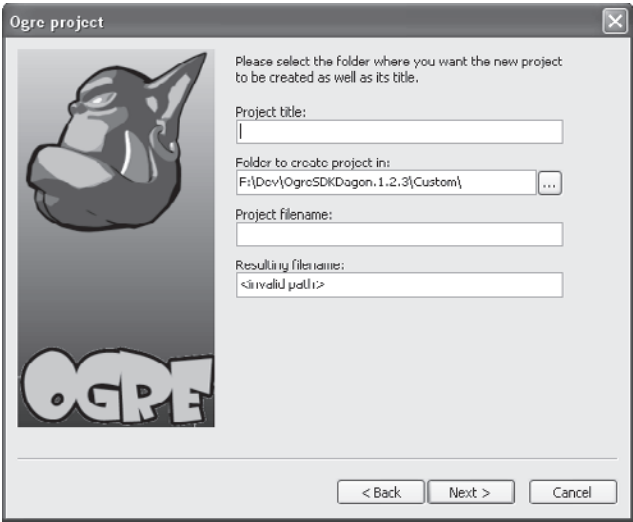 Ogre project
Please select the folder where you want the new project
to be created as well as its title.
Project title:
Folder to create project in:
F:\Dev\OgreSDKDagon.1.2.3\Custom\
...
Project filename:
Resulting filename:
<invalid path>
OGRE
< Back
Next >
Cancel